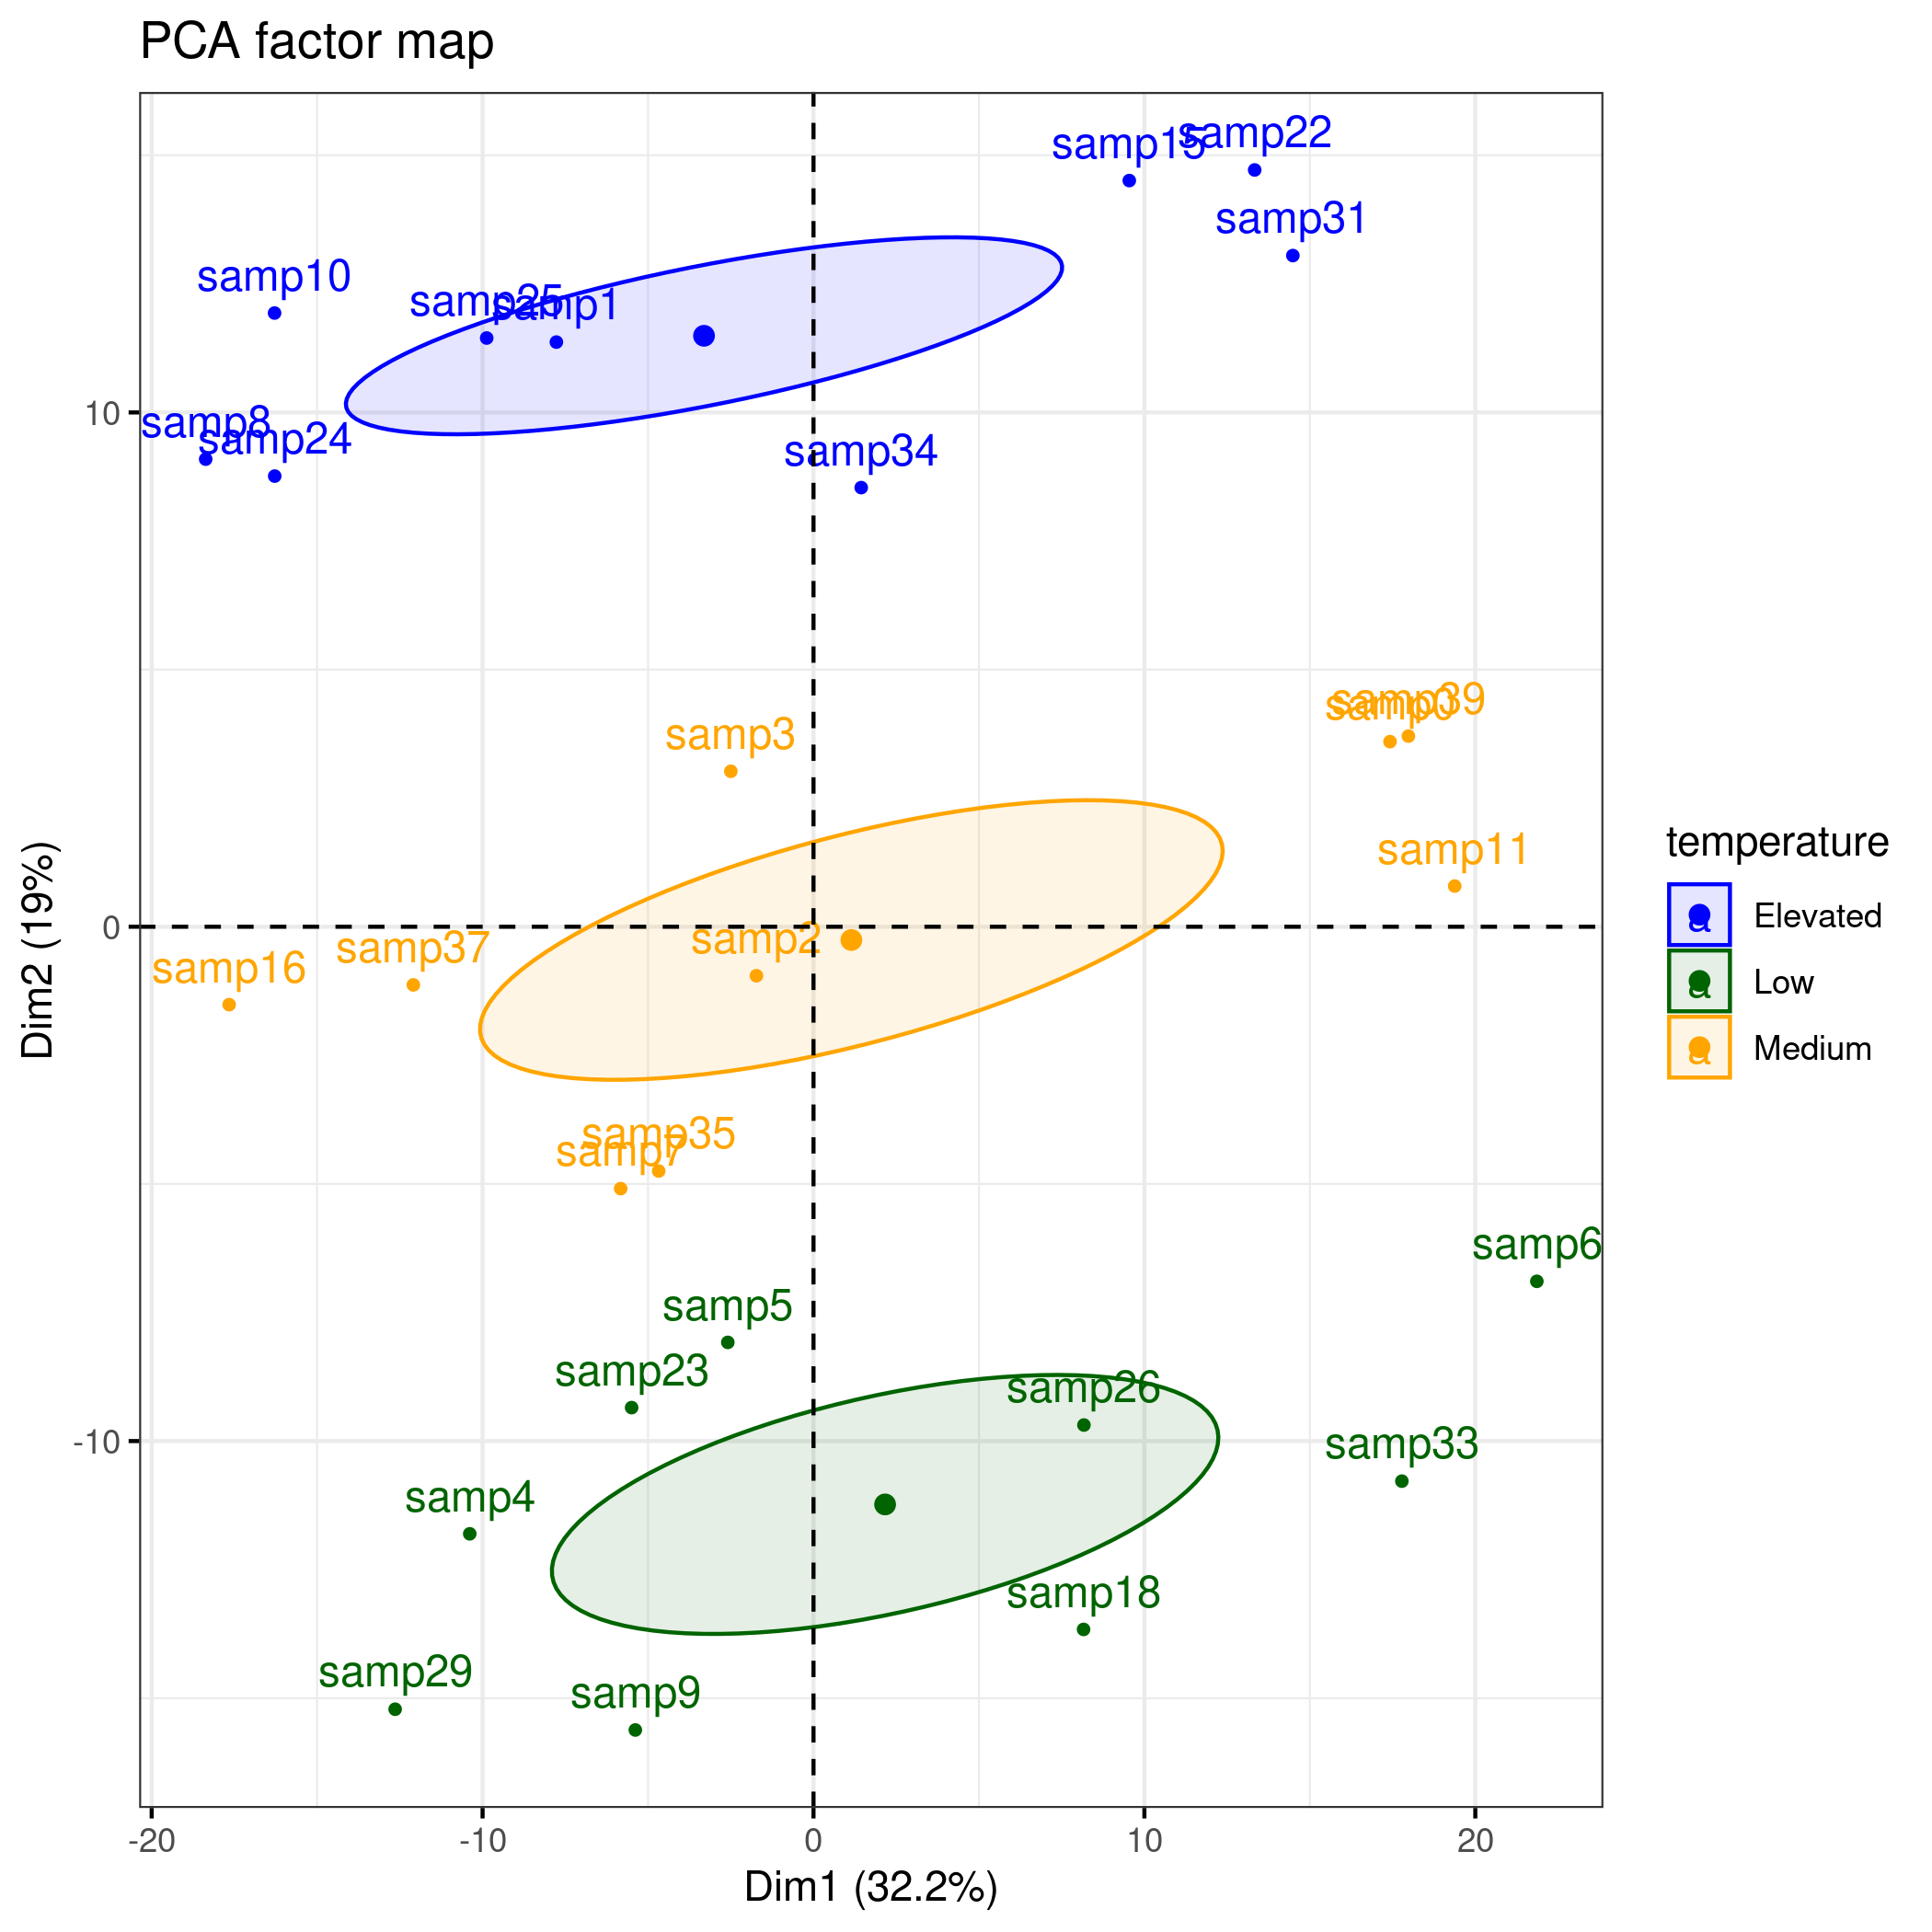 PCA factor map
samp15
samp22
samp31
samp10
samp25
samp1
10
samp8
samp24
samp34
samp39
samp0
samp3
temperature
samp11
a Elevated
0
samp2
samp37
samp16
a Low
a Medium
Dim2 (19%)
samp35
samp7
samp6
samp5
samp23
samp26
-10
samp33
samp4
samp18
samp29
samp9
-20 -10 0 10 20
Dim1 (32.2%)